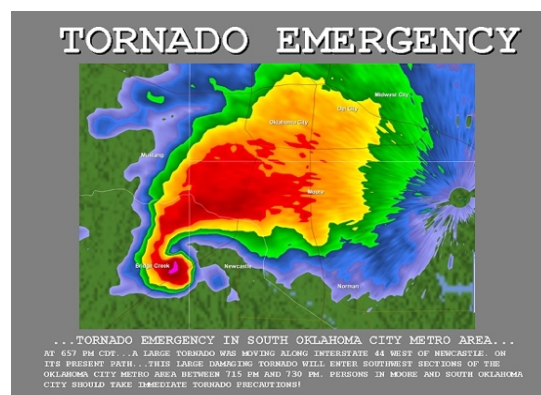 TORNADO EMERGENCY
Midwest City
Del City
Oklahoma City
Mustang
Moore
Bridge Creek
Newcastle
Norman
...TORNADO EMERGENCY IN SOUTH OKLAHOMA CITY METRO AREA...
AT 657 PM CDT...A LARGE TORNADO WAS MOVING ALONG INTERSTATE 44 WEST OF NEWCASTLE. ON
ITS PRESENT PATH...THIS LARGE DAMAGING TORNADO WILL ENTER SOUTHWEST SECTIONS OF THE
OKLAHOMA CITY METRO AREA BETWEEN 715 PM AND 730 PM. PERSONS IN MOORE AND SOUTH OKLAHOMA
CITY SHOULD TAKE IMMEDIATE TORNADO PRECAUTIONS!